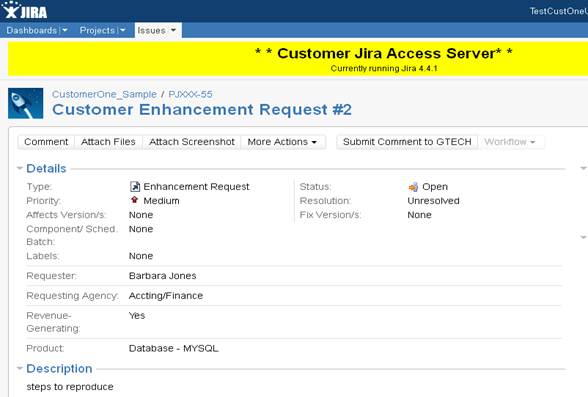 JIRA
TestCustOneU
Dashboards Projects Issues
* * Customer Jira Access Server* *
Currently running Jira 4.4.1
CustomerOne_Sample / PJXXX-55
Customer Enhancement Request #2
Comment Attach Files Attach Screenshot More Actions Submit Comment to GTECH Workflow
Details
Type: Enhancement Request Status: Open
Priority: Medium Resolution: Unresolved
Affects Version/s: None Fix Version/s: None
Component/ Sched. None
Batch:
Labels: None
Requester: Barbara Jones
Requesting Agency: Accting/Finance
Revenue- Yes
Generating:
Product: Database - MYSQL
Description
steps to reproduce